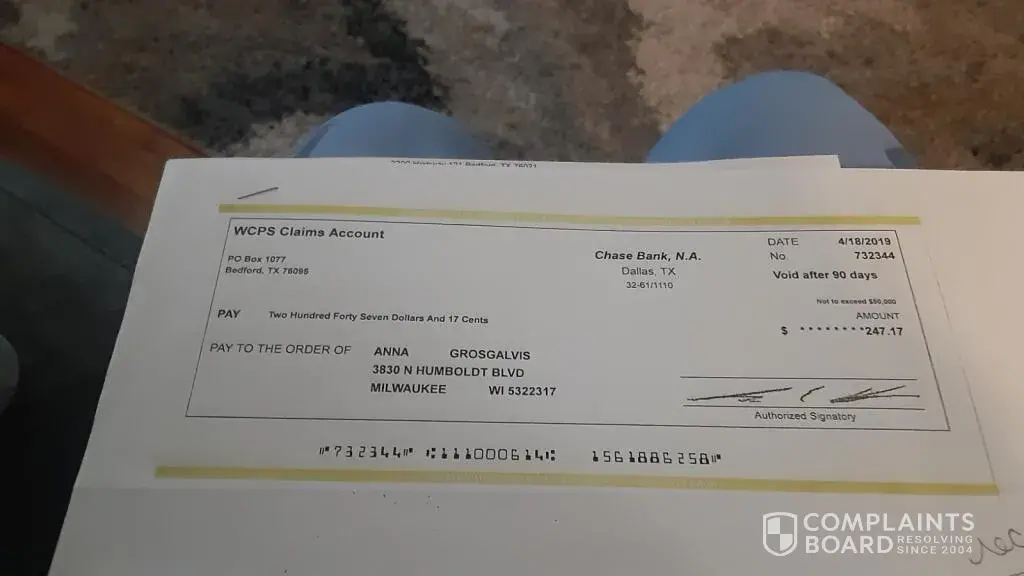 WCPS Claims Account
PO Box 1077
Bedford, TX 76095
Chase Bank, N.A.
Dallas, TX
32-61/1110
DATE 4/18/2019
No. 732344
Void after 90 days
Not to exceed $50,000
AMOUNT
$ ********247.17
PAY Two Hundred Forty Seven Dollars And 17 Cents
PAY TO THE ORDER OF ANNA GROSGALVIS
3830 N HUMBOLDT BLVD
MILWAUKEE WI 5322317
Authorized Signatory
⑈732344⑈ ⑆111000614⑆ 1561886258⑈
COMPLAINTS
BOARD RESOLVING
SINCE 2004